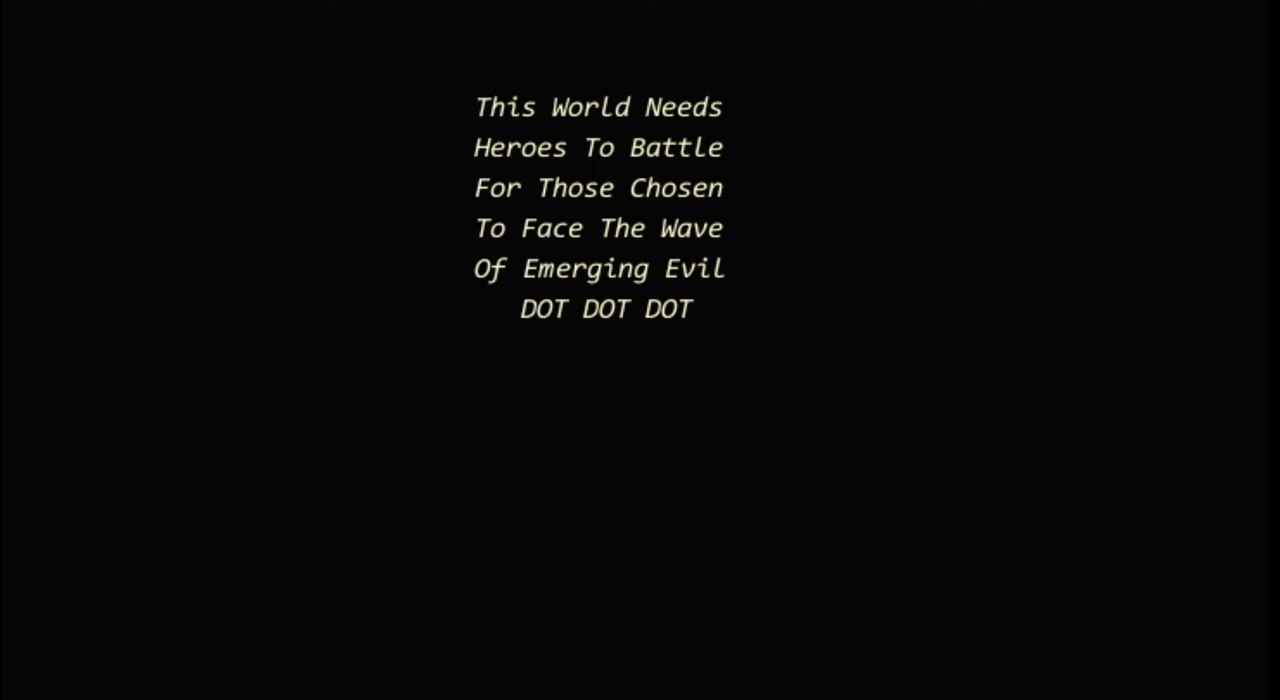 This World Needs
Heroes To Battle
For Those Chosen
To Face The Wave
Of Emerging Evil
DOT DOT DOT